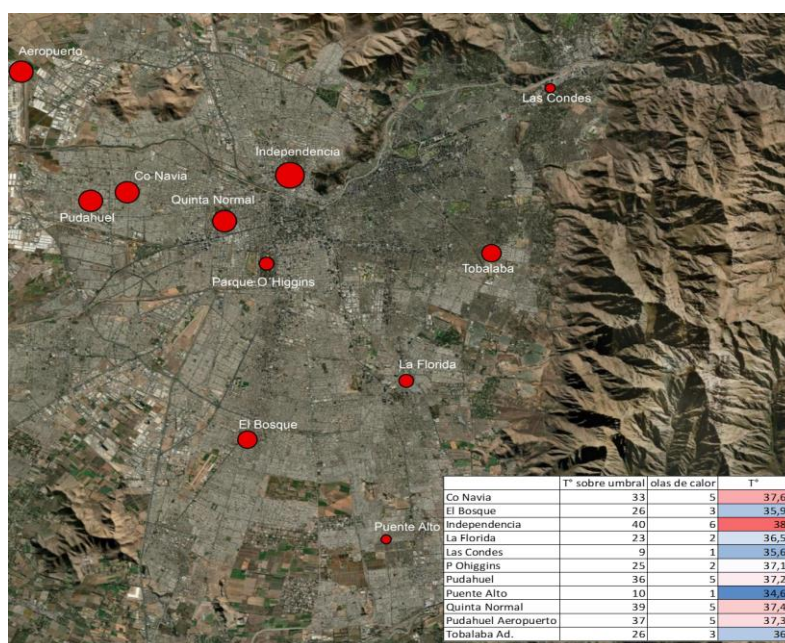 Aeropuerto
Las Condes
Independencia
Co Navia
Quinta Normal
Pudahuel
Tobalaba
Parque O´Higgins
La Florida
El Bosque
Puente Alto
T° sobre umbral olas de calor T°
Co Navia 33 5 37,6
El Bosque 26 3 35,9
Independencia 40 6 38
La Florida 23 2 36,5
Las Condes 9 1 35,6
P Ohiggins 25 2 37,1
Pudahuel 36 5 37,2
Puente Alto 10 1 34,6
Quinta Normal 39 5 37,4
Pudahuel Aeropuerto 37 5 37,3
Tobalaba Ad. 26 3 36